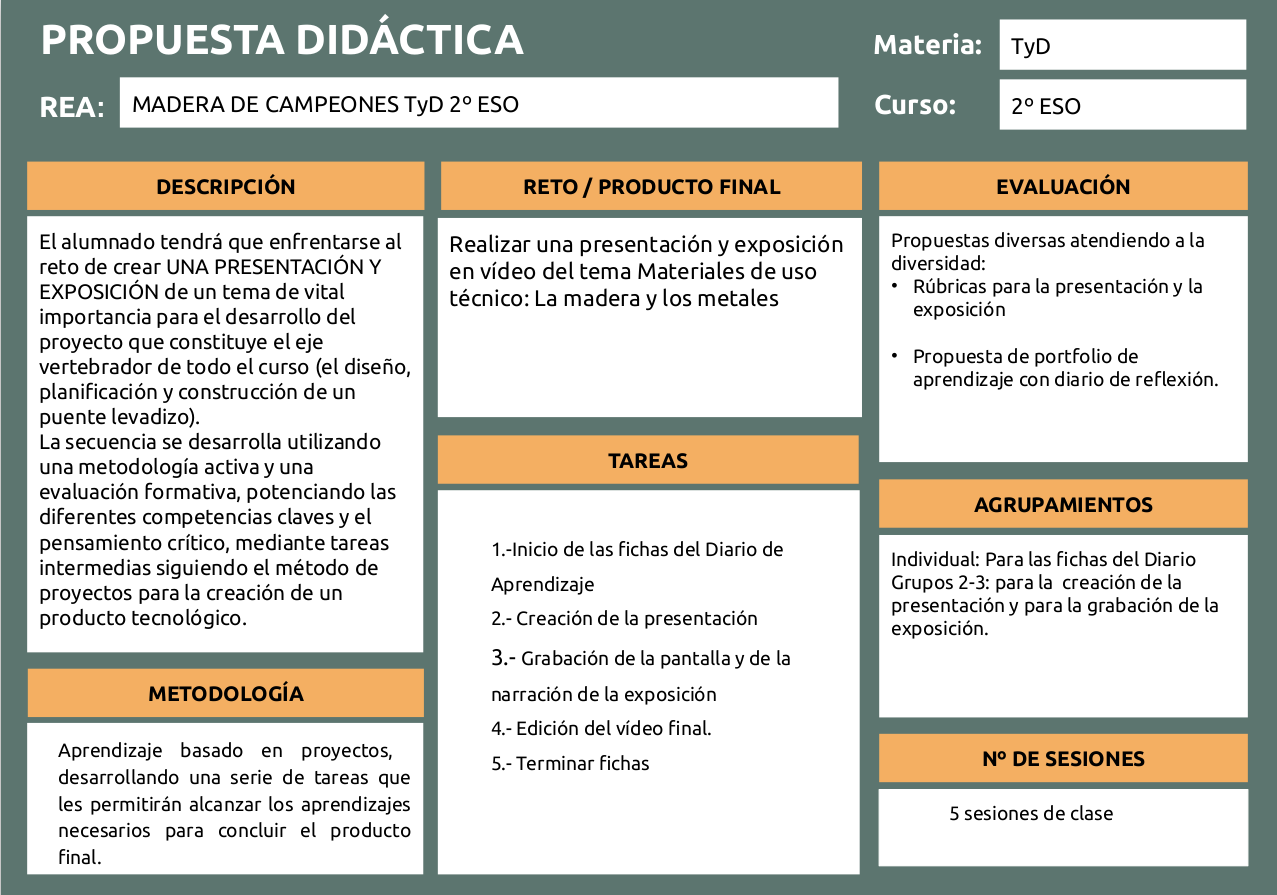 PROPUESTA DIDÁCTICA
REA:
MADERA DE CAMPEONES TyD 2º ESO
Materia:
TyD
Curso:
2º ESO
DESCRIPCIÓN
El alumnado tendrá que enfrentarse al
reto de crear UNA PRESENTACIÓN Y
EXPOSICIÓN de un tema de vital
importancia para el desarrollo del
proyecto que constituye el eje
vertebrador de todo el curso (el diseño,
planificación y construcción de un
puente levadizo).
La secuencia se desarrolla utilizando
una metodología activa y una
evaluación formativa, potenciando las
diferentes competencias claves y el
pensamiento crítico, mediante tareas
intermedias siguiendo el método de
proyectos para la creación de un
producto tecnológico.
METODOLOGÍA
Aprendizaje basado en proyectos,
desarrollando una serie de tareas que
les permitirán alcanzar los aprendizajes
necesarios para concluir el producto
final.
RETO / PRODUCTO FINAL
Realizar una presentación y exposición
en vídeo del tema Materiales de uso
técnico: La madera y los metales
TAREAS
1.-Inicio de las fichas del Diario de
Aprendizaje
2.- Creación de la presentación
3.- Grabación de la pantalla y de la
narración de la exposición
4.- Edición del vídeo final.
5.- Terminar fichas
EVALUACIÓN
Propuestas diversas atendiendo a la
diversidad:
• Rúbricas para la presentación y la
exposición
• Propuesta de portfolio de
aprendizaje con diario de reflexión.
AGRUPAMIENTOS
Individual: Para las fichas del Diario
Grupos 2-3: para la creación de la
presentación y para la grabación de la
exposición.
Nº DE SESIONES
5 sesiones de clase